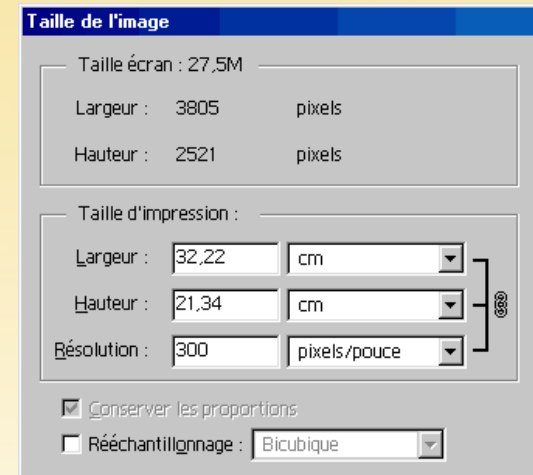 Taille de l'image
Taille écran : 27,5M
Largeur : 3805 pixels
Hauteur : 2521 pixels
Taille d'impression :
Largeur : 32,22 cm
Hauteur : 21,34 cm
Résolution : 300 pixels/pouce
Conserver les proportions
Rééchantillonnage : Bicubique